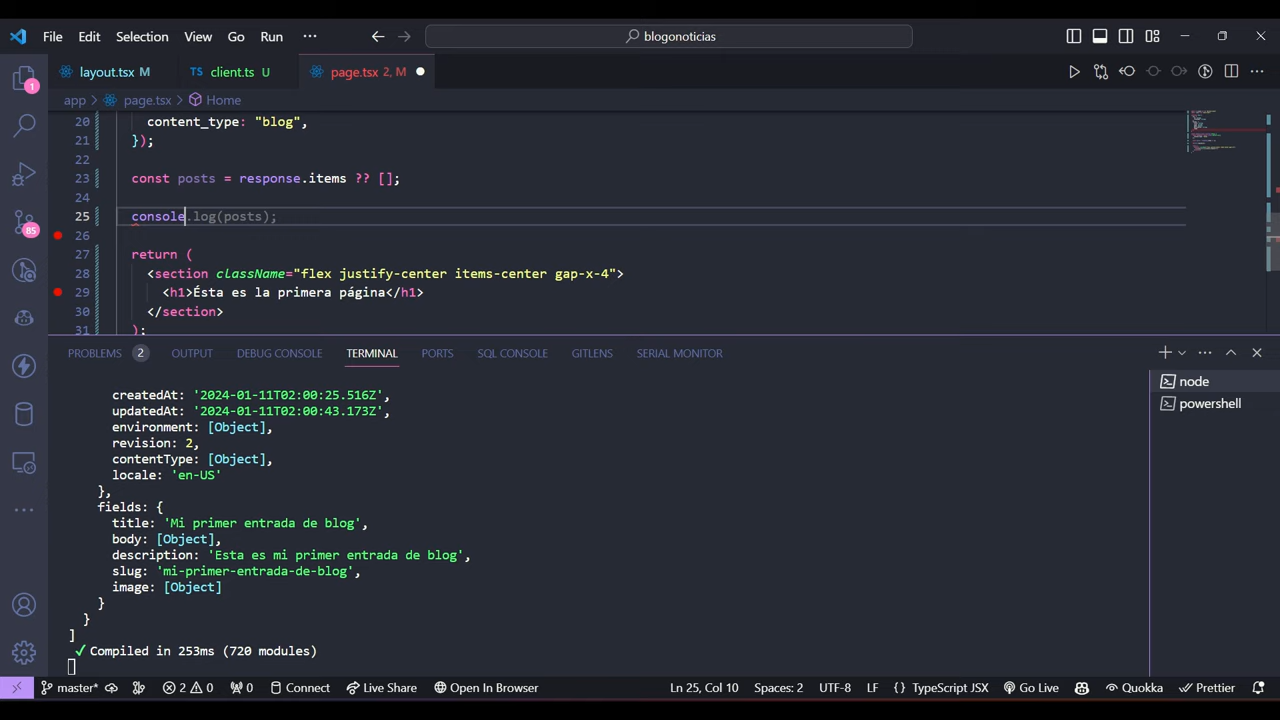 File Edit Selection View Go Run ··· blogonoticias
layout.tsx M client.ts U page.tsx 2, M
app > page.tsx > Home
20 content_type: "blog",
21 });
22
23 const posts = response.items ?? [];
24
25 console.log(posts);
26
27 return (
28 <section className="flex justify-center items-center gap-x-4">
29 <h1>Ésta es la primera página</h1>
30 </section>
31 );
1
85
PROBLEMS 2 OUTPUT DEBUG CONSOLE TERMINAL PORTS SQL CONSOLE GITLENS SERIAL MONITOR
node
powershell
createdAt: '2024-01-11T02:00:25.516Z',
updatedAt: '2024-01-11T02:00:43.173Z',
environment: [Object],
revision: 2,
contentType: [Object],
locale: 'en-US'
},
fields: {
title: 'Mi primer entrada de blog',
body: [Object],
description: 'Esta es mi primer entrada de blog',
slug: 'mi-primer-entrada-de-blog',
image: [Object]
}
}
]
✓ Compiled in 253ms (720 modules)
master* 2 0 0 Connect Live Share Open In Browser Ln 25, Col 10 Spaces: 2 UTF-8 LF {} TypeScript JSX Go Live Quokka Prettier